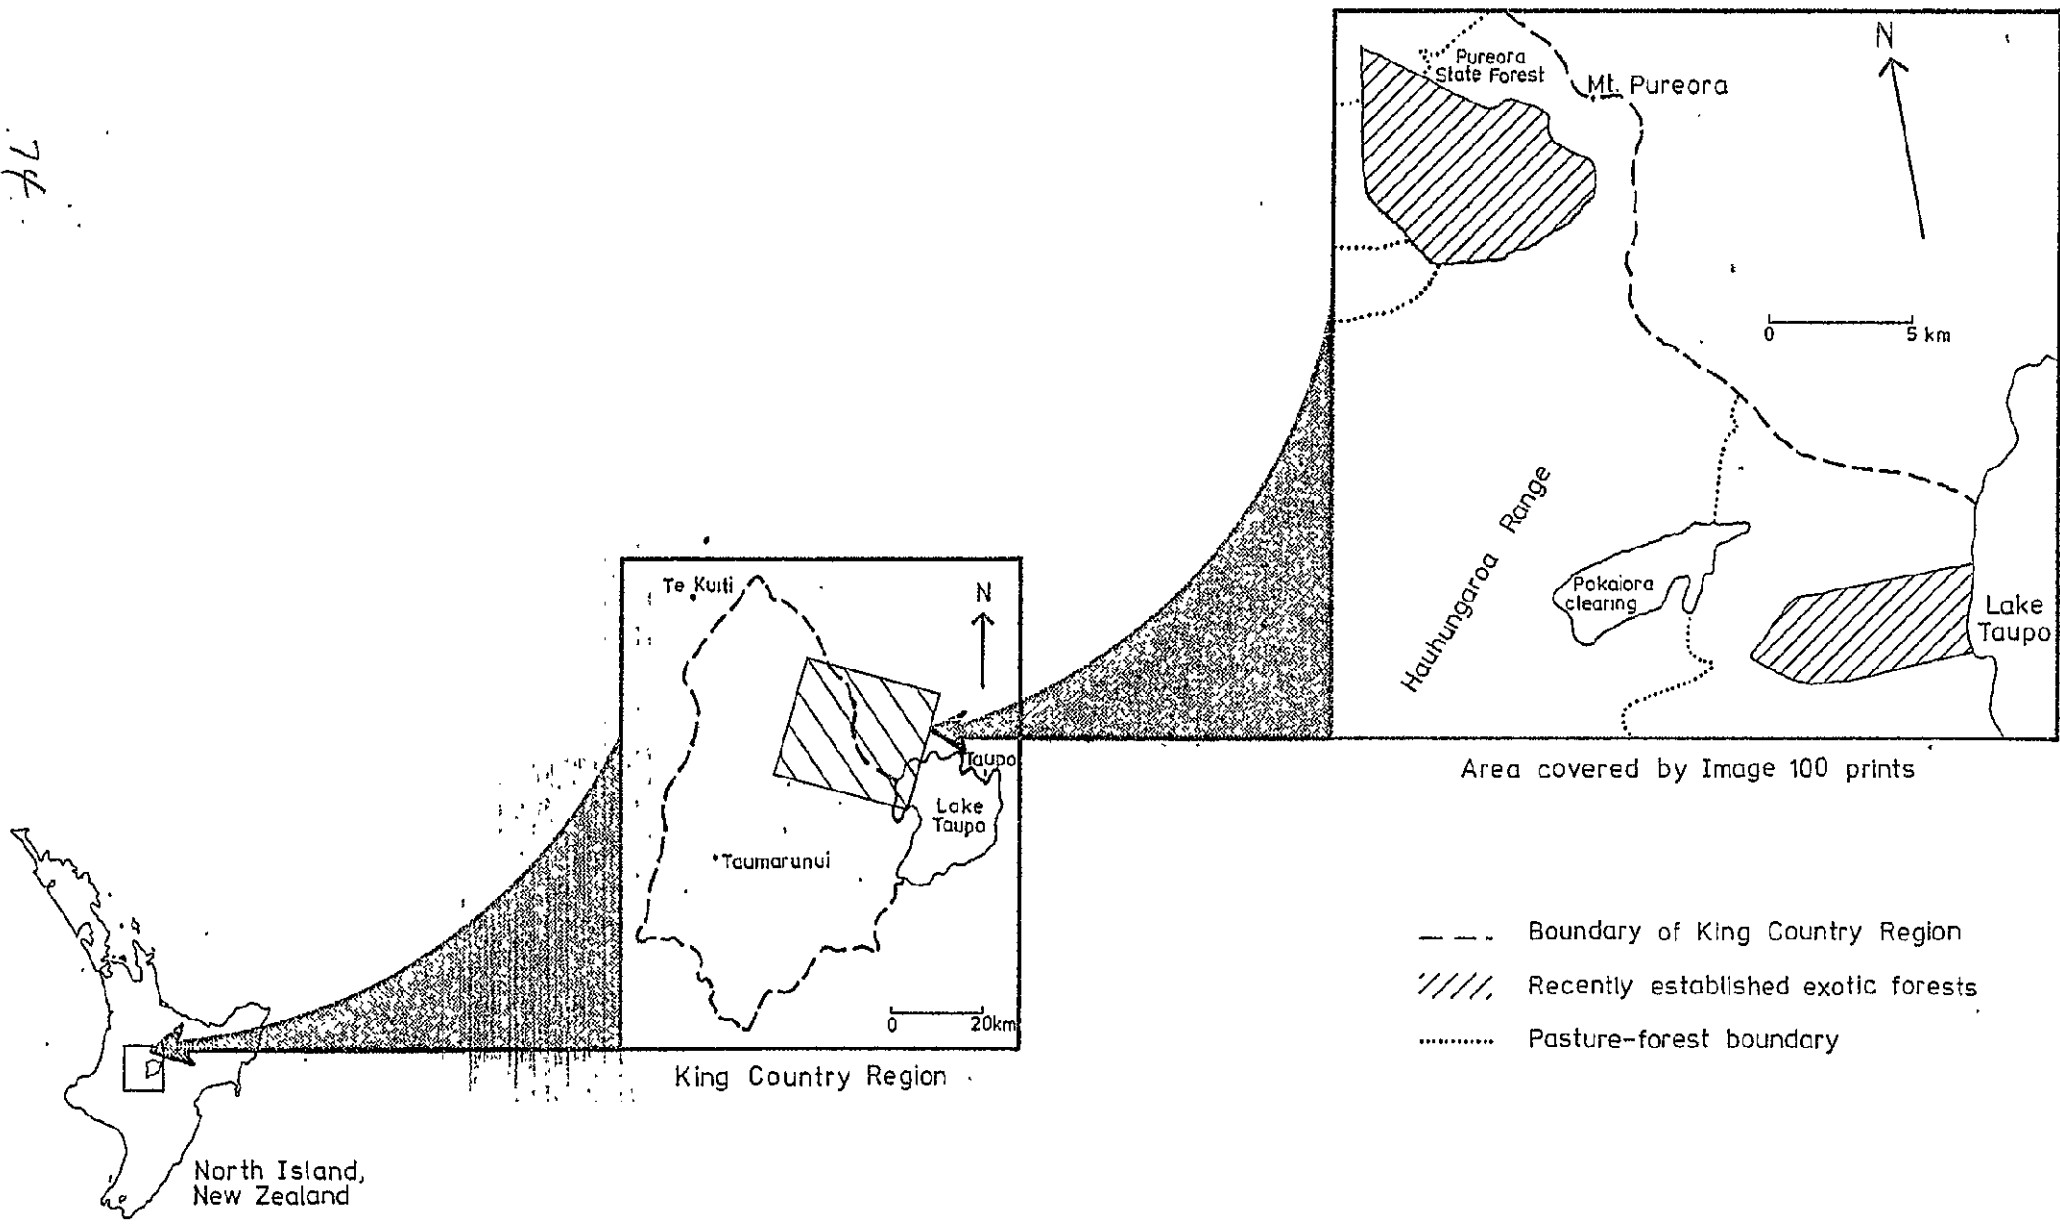 74
N
Pureora
State Forest
Mt. Pureora
0 5 km
Hauhungaroa Range
Pokaiora
clearing
Lake
Taupo
Area covered by Image 100 prints
Te Kuiti
N
Taupo
Lake
Taupo
Taumarunui
0 20km
King Country Region
North Island,
New Zealand
Boundary of King Country Region
Recently established exotic forests
Pasture-forest boundary